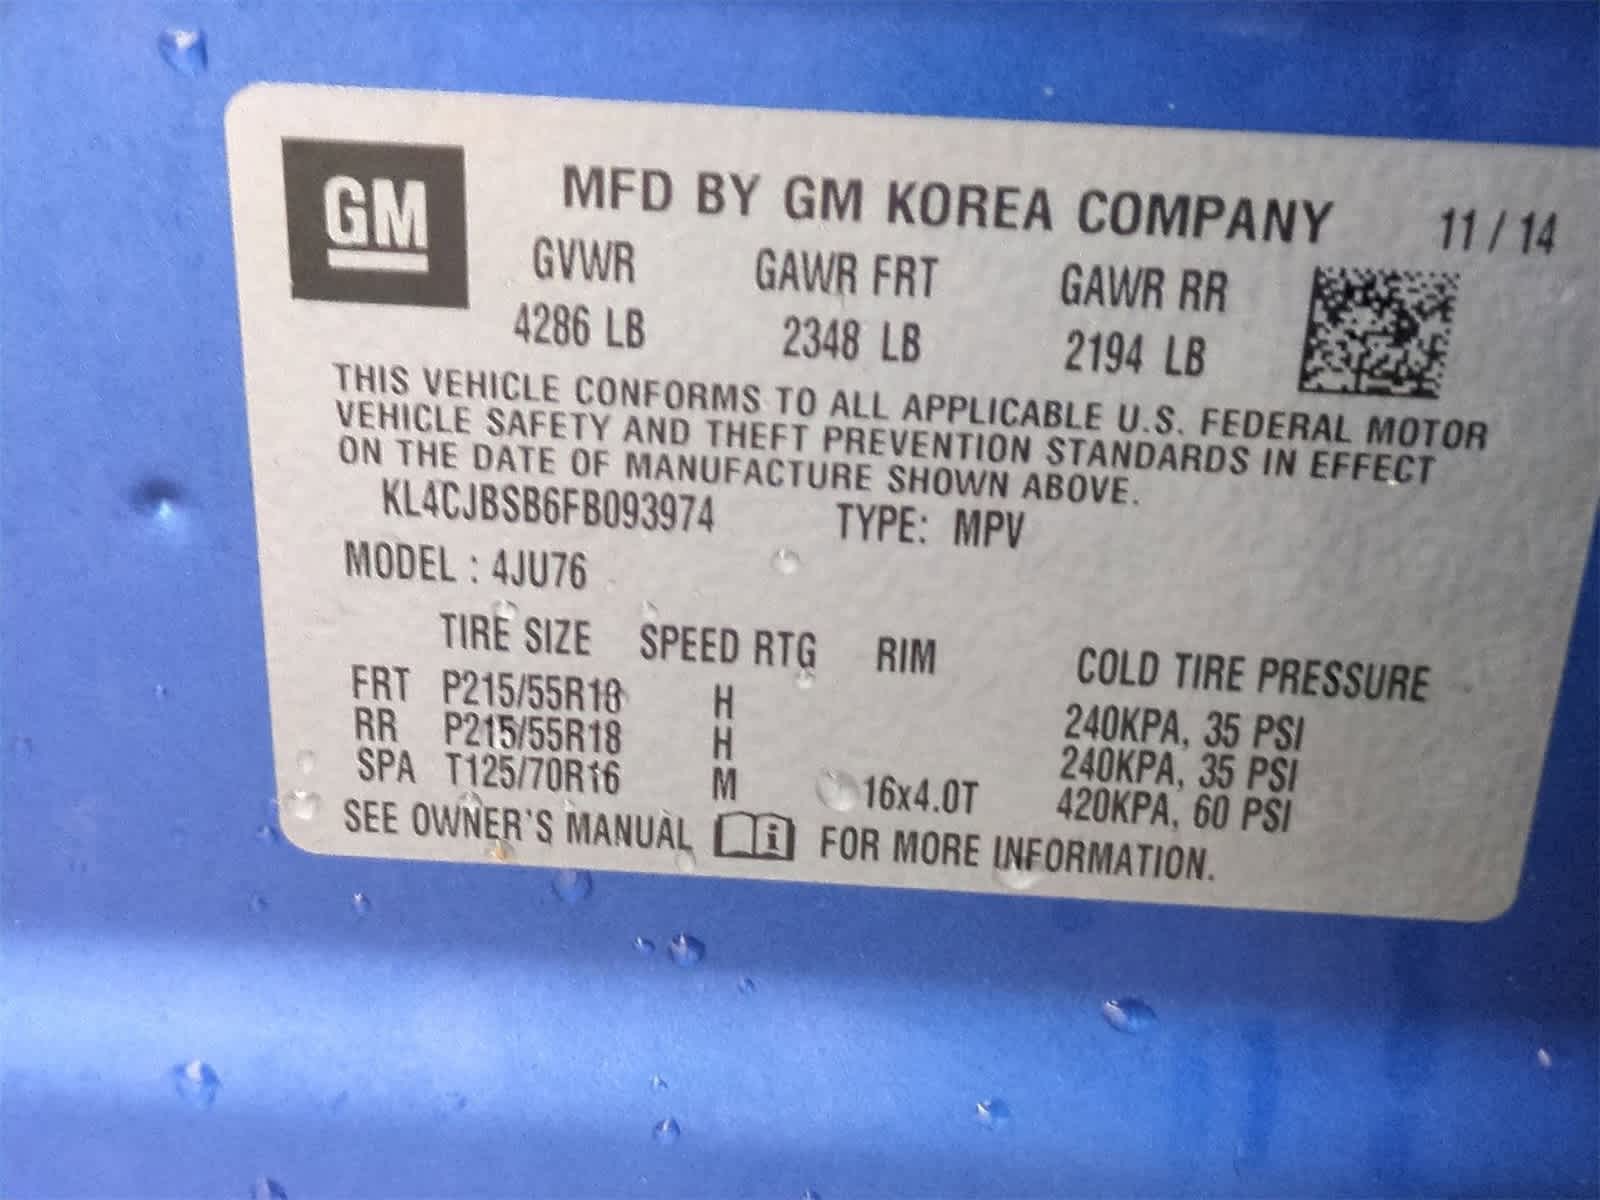 GM
MFD BY GM KOREA COMPANY 11 / 14
GVWR GAWR FRT GAWR RR
4286 LB 2348 LB 2194 LB
THIS VEHICLE CONFORMS TO ALL APPLICABLE U.S. FEDERAL MOTOR
VEHICLE SAFETY AND THEFT PREVENTION STANDARDS IN EFFECT
ON THE DATE OF MANUFACTURE SHOWN ABOVE.
KL4CJBSB6FB093974 TYPE: MPV
MODEL : 4JU76
TIRE SIZE SPEED RTG RIM COLD TIRE PRESSURE
FRT P215/55R18 H 240KPA, 35 PSI
RR P215/55R18 H 240KPA, 35 PSI
SPA T125/70R16 M 16x4.0T 420KPA, 60 PSI
SEE OWNER'S MANUAL i FOR MORE INFORMATION.